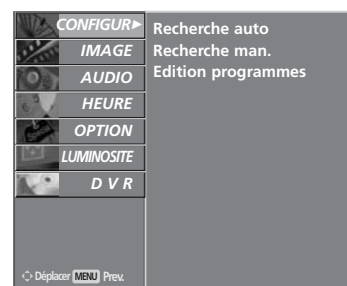 CONFIGUR►
IMAGE
AUDIO
HEURE
OPTION
LUMINOSITE
D V R
Recherche auto
Recherche man.
Edition programmes
Déplacer MENU Prev.